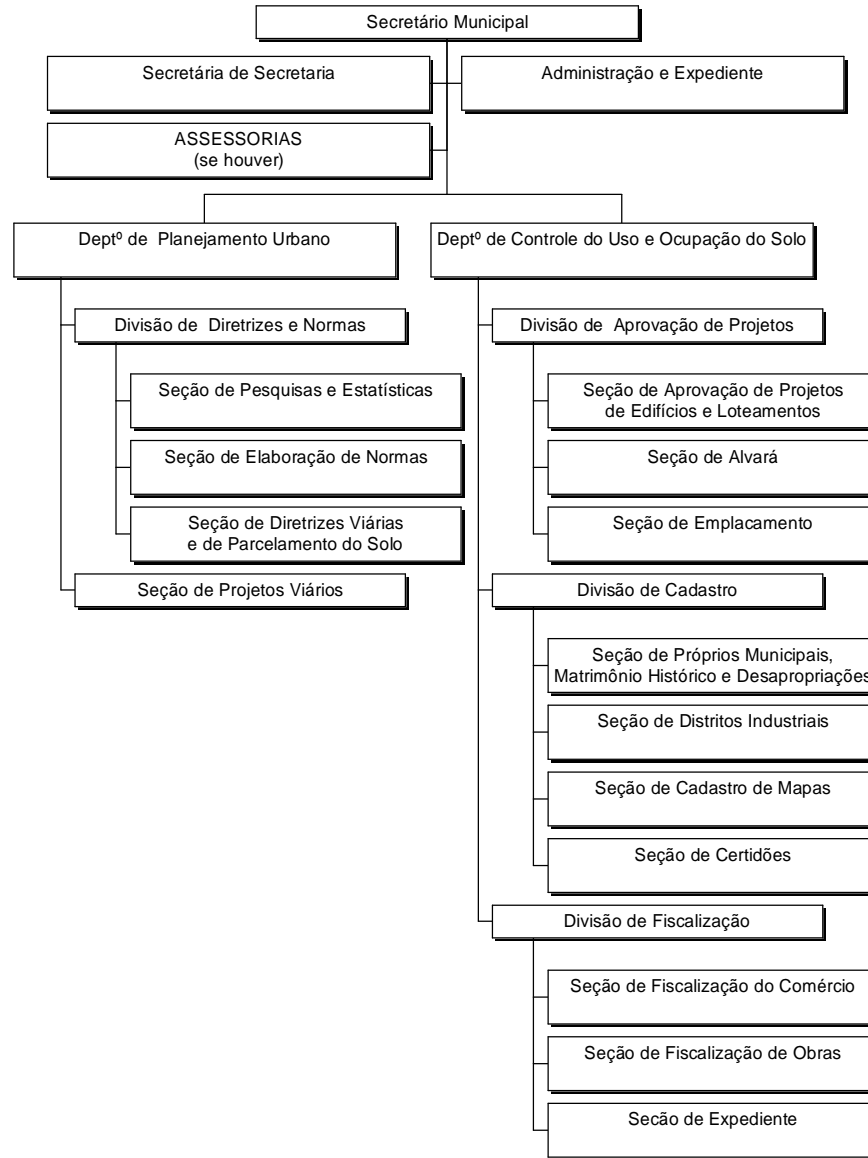 Secretário Municipal
Secretária de Secretaria
Administração e Expediente
ASSESSORIAS
(se houver)
Deptº de Planejamento Urbano
Deptº de Controle do Uso e Ocupação do Solo
Divisão de Diretrizes e Normas
Seção de Pesquisas e Estatísticas
Seção de Elaboração de Normas
Seção de Diretrizes Viárias
e de Parcelamento do Solo
Seção de Projetos Viários
Divisão de Aprovação de Projetos
Seção de Aprovação de Projetos
de Edifícios e Loteamentos
Seção de Alvará
Seção de Emplacamento
Divisão de Cadastro
Seção de Próprios Municipais,
Matrimônio Histórico e Desapropriações
Seção de Distritos Industriais
Seção de Cadastro de Mapas
Seção de Certidões
Divisão de Fiscalização
Seção de Fiscalização do Comércio
Seção de Fiscalização de Obras
Secão de Expediente